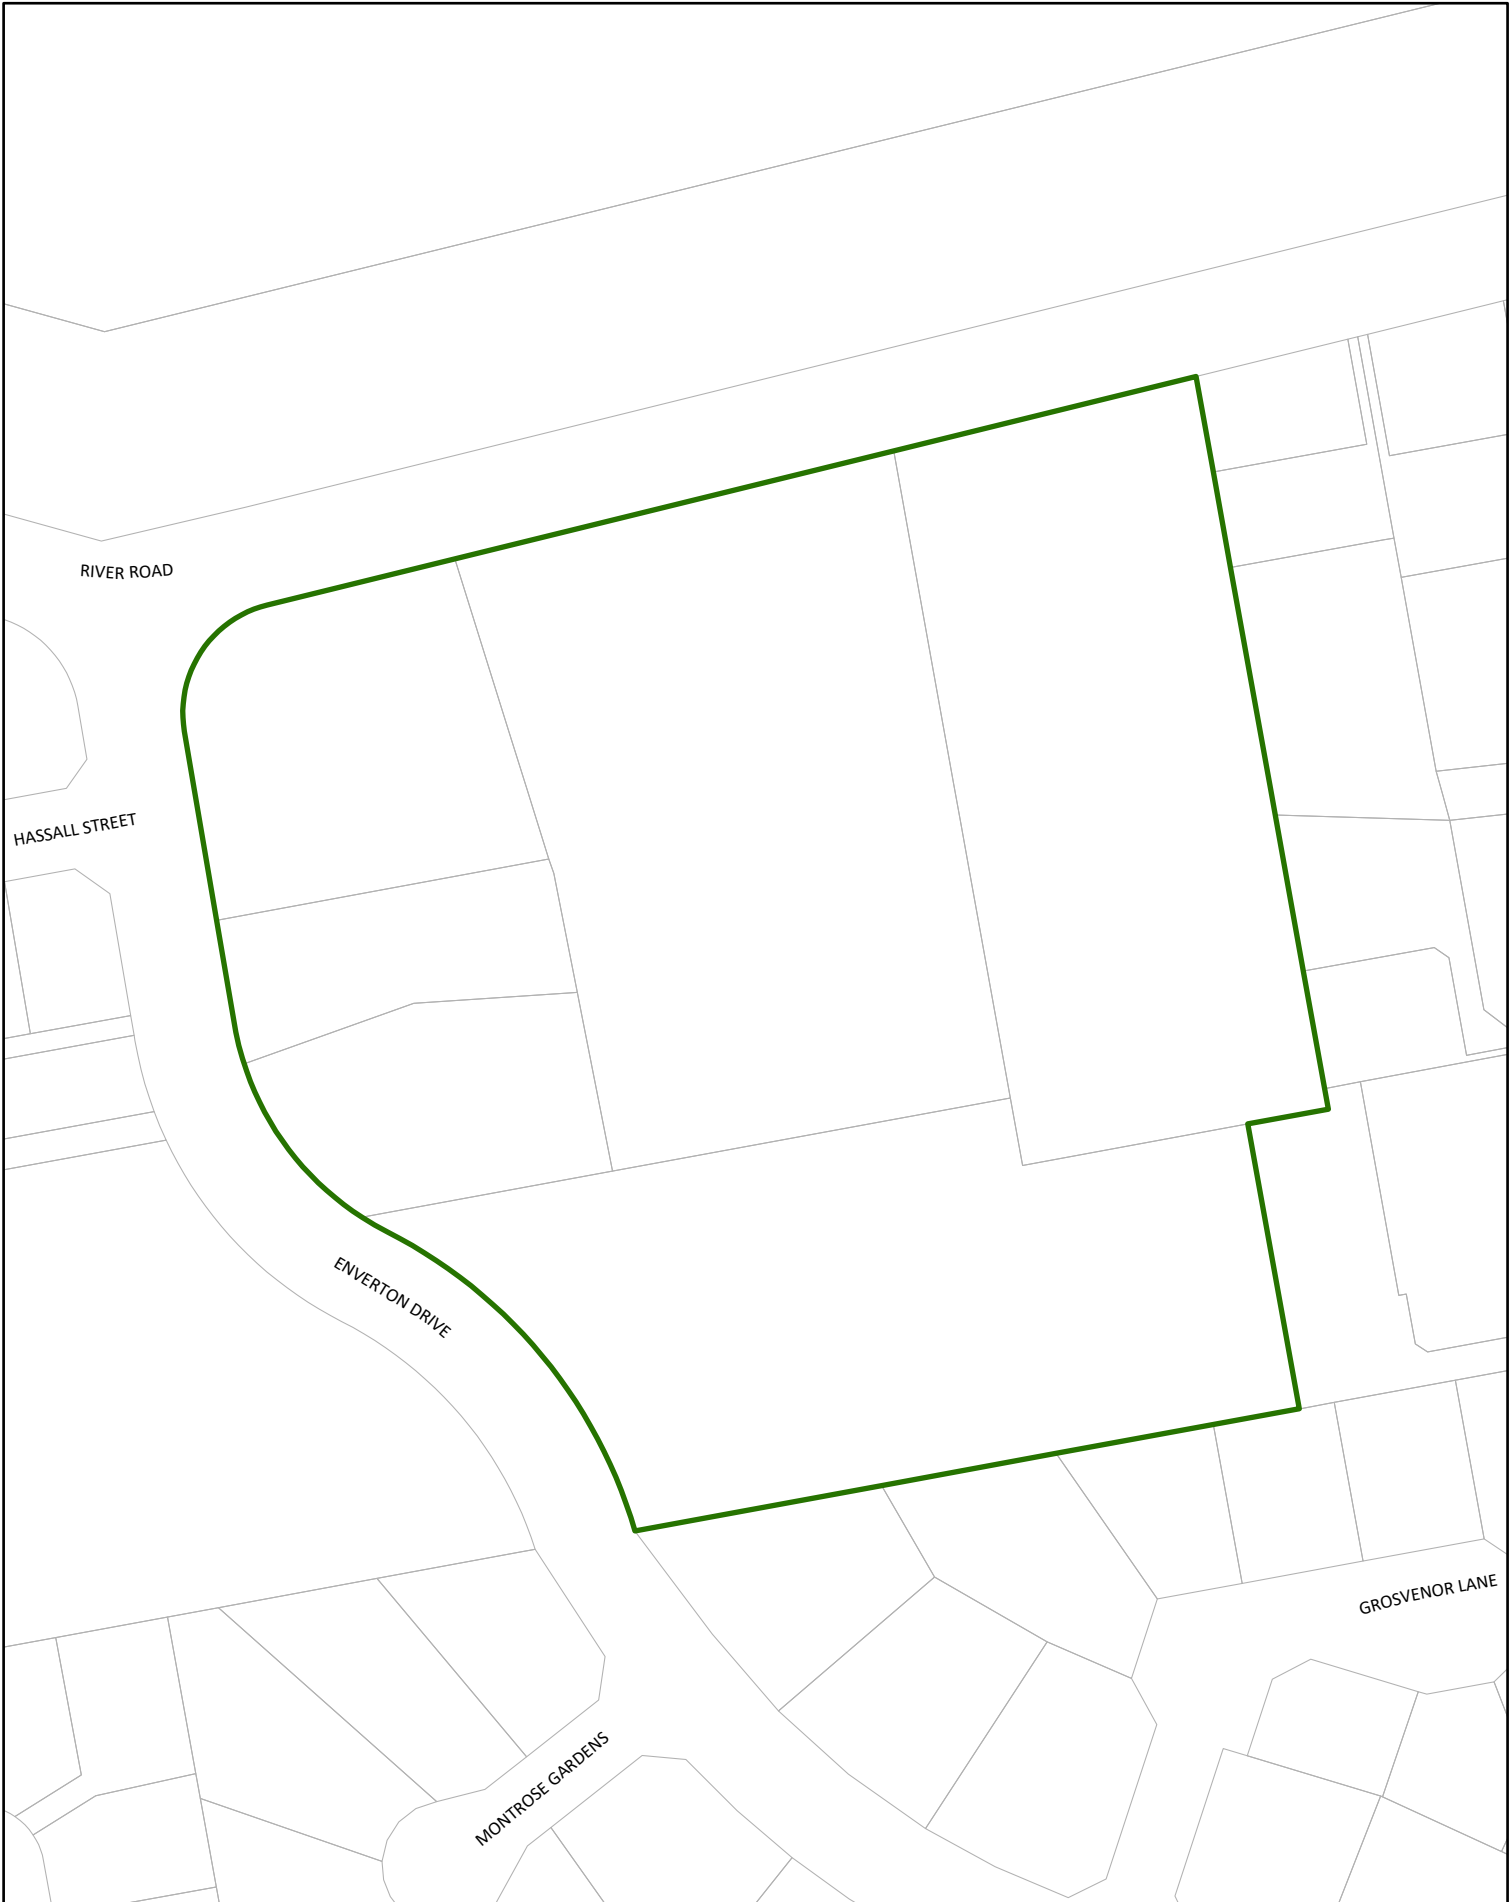 RIVER ROAD
HASSALL STREET
ENVERTON DRIVE
GROSVENOR LANE
MONTROSE GARDENS